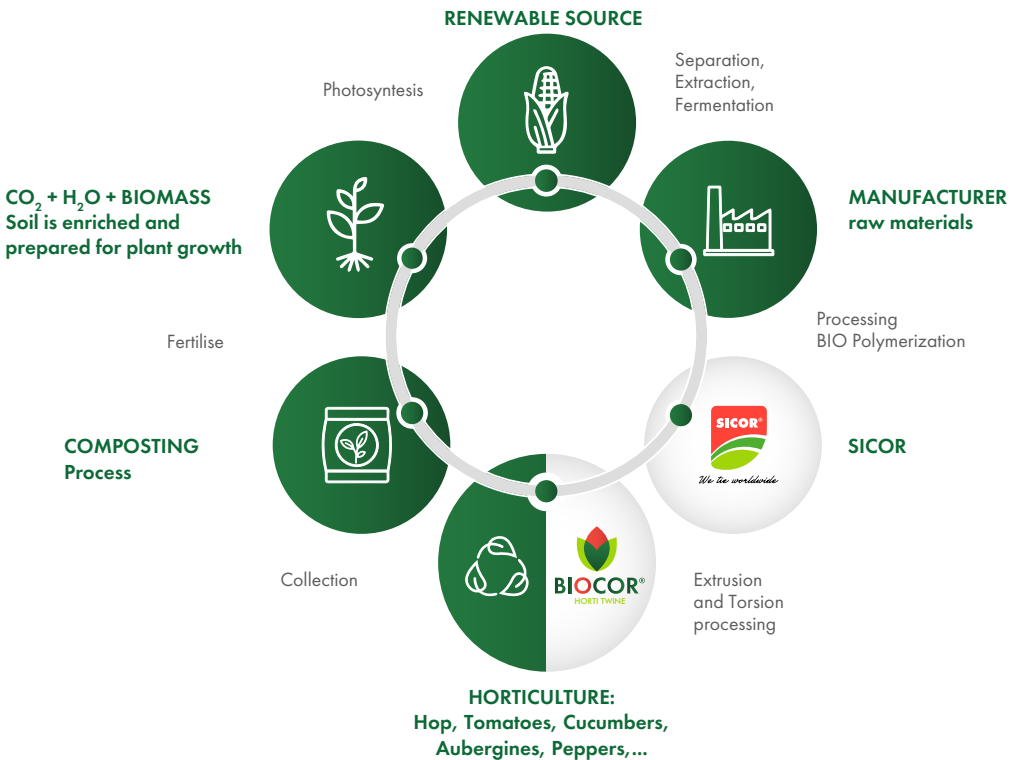 RENEWABLE SOURCE
Separation,
Extraction,
Fermentation
MANUFACTURER
raw materials
Processing
BIO Polymerization
SICOR®
We tie worldwide
SICOR
Extrusion
and Torsion
processing
BIOCOR®
HORTI TWINE
HORTICULTURE:
Hop, Tomatoes, Cucumbers,
Aubergines, Peppers,...
Collection
COMPOSTING
Process
Fertilise
CO₂ + H₂O + BIOMASS
Soil is enriched and
prepared for plant growth
Photosyntesis